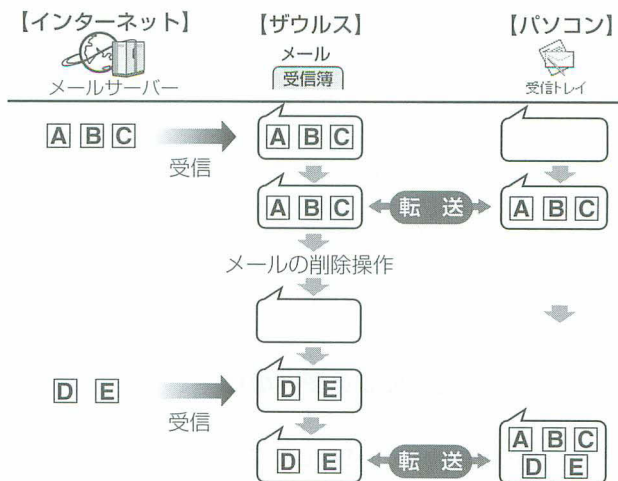 【インターネット】 【ザウルス】 【パソコン】
メールサーバー
メール
受信簿
受信トレイ
A B C
受信
A B C
A B C
転送
A B C
メールの削除操作
D E
受信
D E
D E
転送
A B C
D E